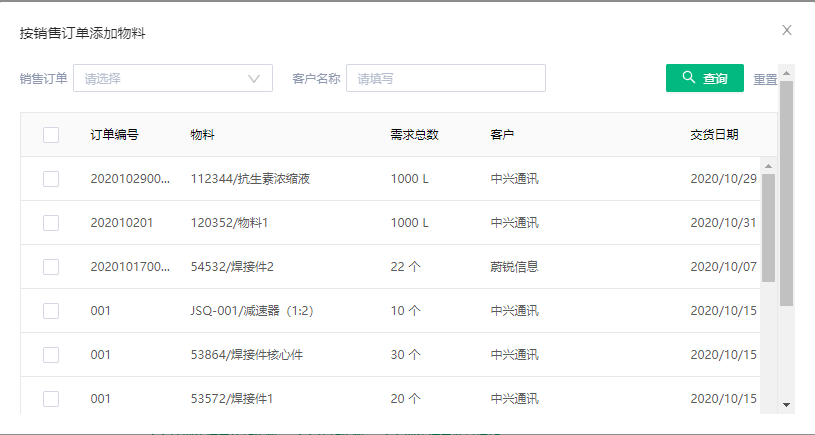 按销售订单添加物料
销售订单 请选择 客户名称 请填写 查询 重置
订单编号 物料 需求总数 客户 交货日期
2020102900... 112344/抗生素浓缩液 1000 L 中兴通讯 2020/10/29
202010201 120352/物料1 1000 L 中兴通讯 2020/10/31
2020101700... 54532/焊接件2 22 个 蔚锐信息 2020/10/07
001 JSQ-001/减速器（1:2） 10 个 中兴通讯 2020/10/15
001 53864/焊接件核心件 30 个 中兴通讯 2020/10/15
001 53572/焊接件1 20 个 中兴通讯 2020/10/15